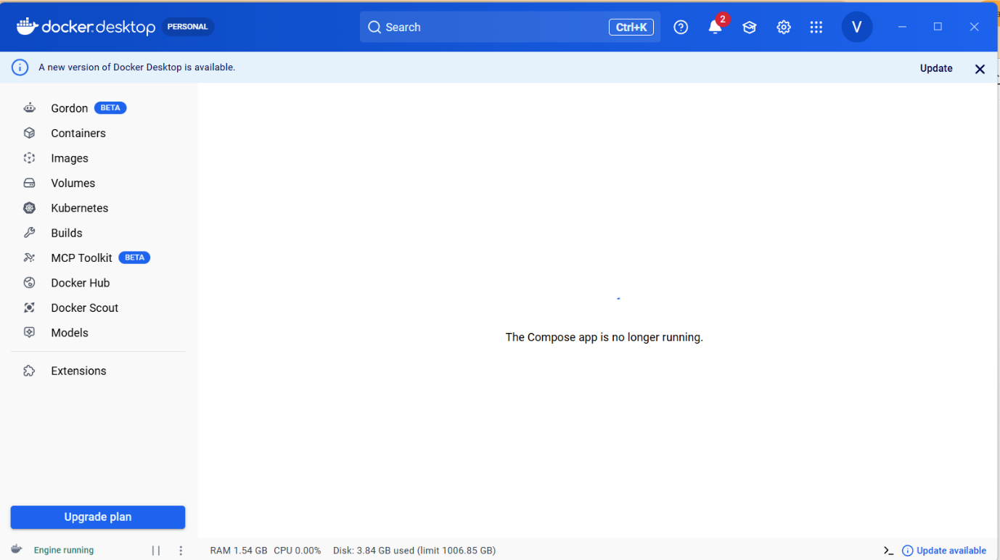 docker.desktop PERSONAL Search Ctrl+K 2 V
A new version of Docker Desktop is available. Update
Gordon BETA
Containers
Images
Volumes
Kubernetes
Builds
MCP Toolkit BETA
Docker Hub
Docker Scout
Models
Extensions
The Compose app is no longer running.
Upgrade plan
Engine running RAM 1.54 GB CPU 0.00% Disk: 3.84 GB used (limit 1006.85 GB) Update available